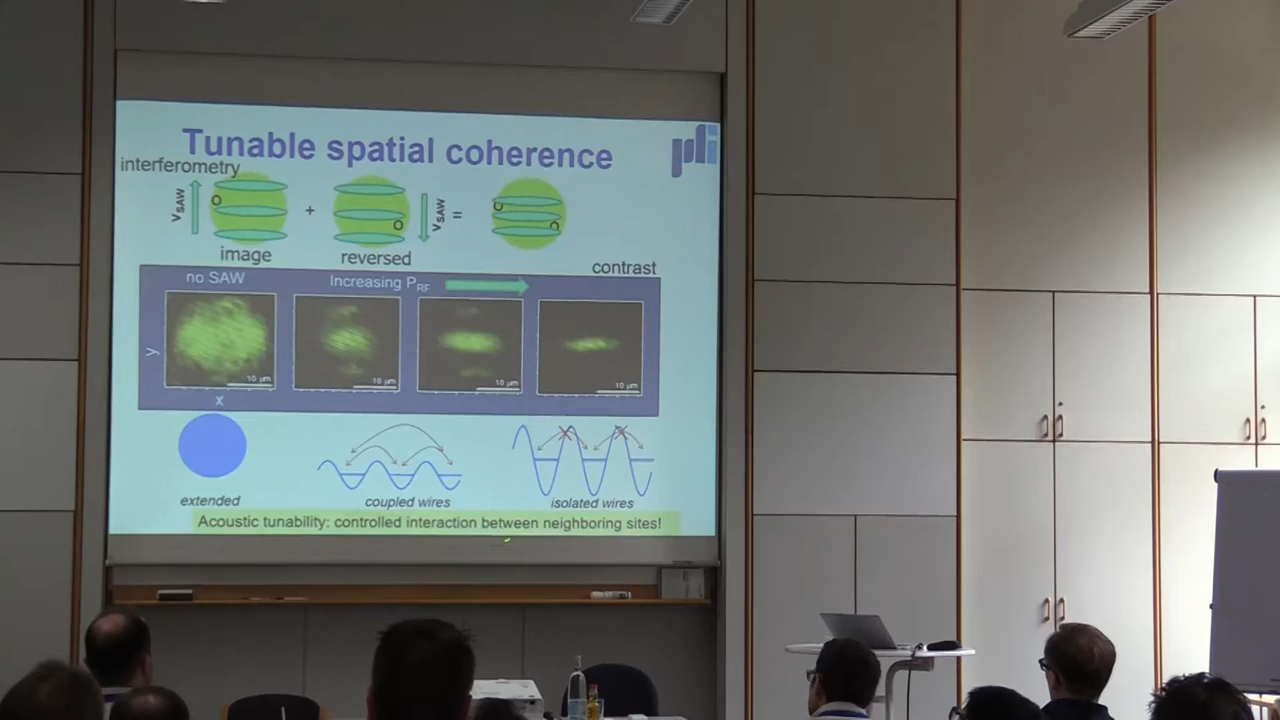 Tunable spatial coherence
pdi
interferometry
vSAW
+
vSAW
=
image
reversed
contrast
no SAW
Increasing PRF
y
10 µm
10 µm
10 µm
10 µm
x
extended
coupled wires
isolated wires
Acoustic tunability: controlled interaction between neighboring sites!